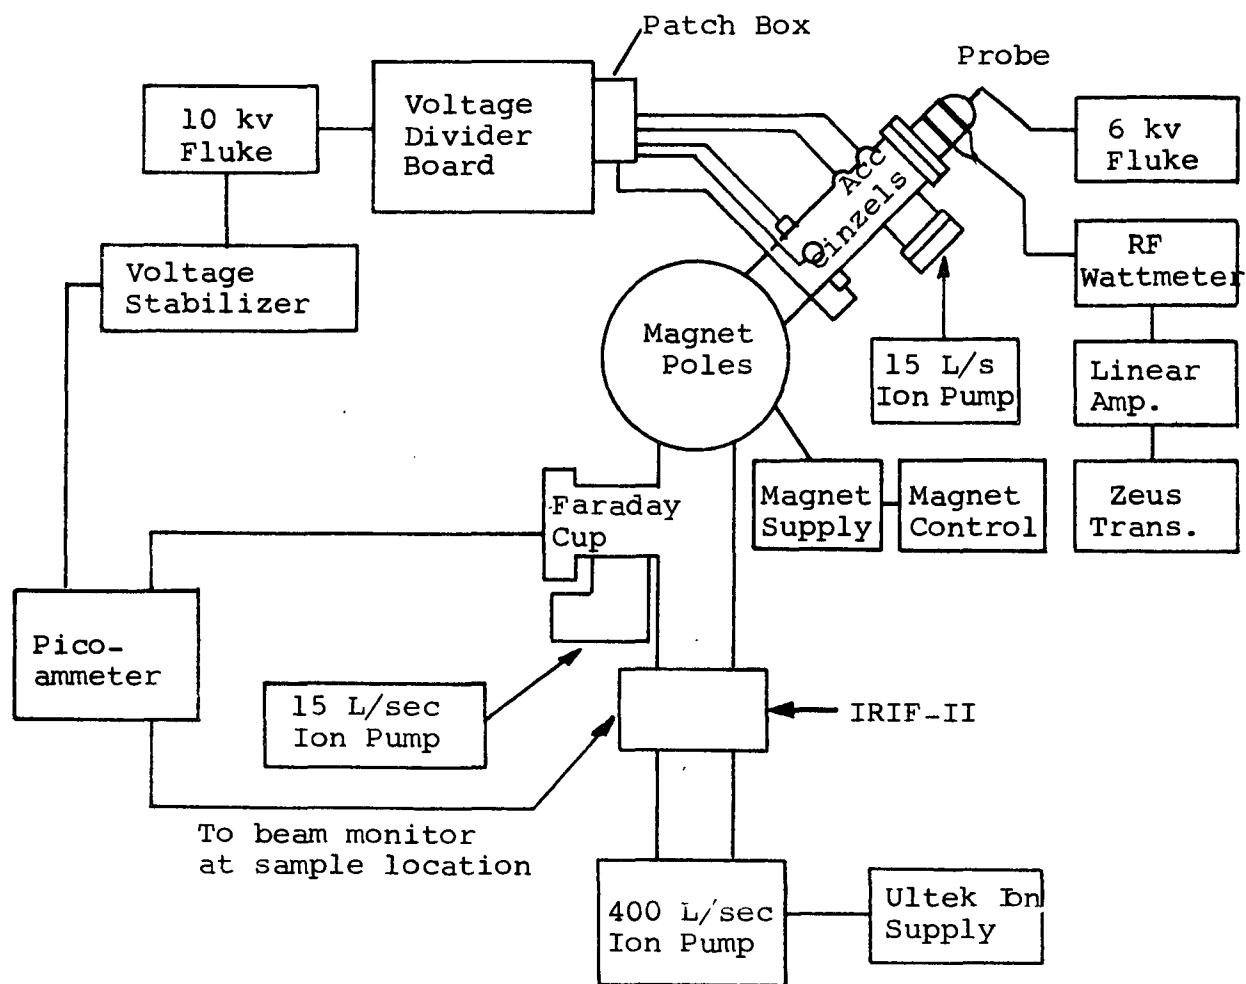 Patch Box
Probe
10 kv
Fluke
Voltage
Divider
Board
6 kv
Fluke
Acc
einzels
Voltage
Stabilizer
RF
Wattmeter
Magnet
Poles
15 L/s
Ion Pump
Linear
Amp.
Faraday
Cup
Magnet
Supply
Magnet
Control
Zeus
Trans.
Pico-
ammeter
15 L/sec
Ion Pump
IRIF-II
To beam monitor
at sample location
400 L/sec
Ion Pump
Ultek Ion
Supply